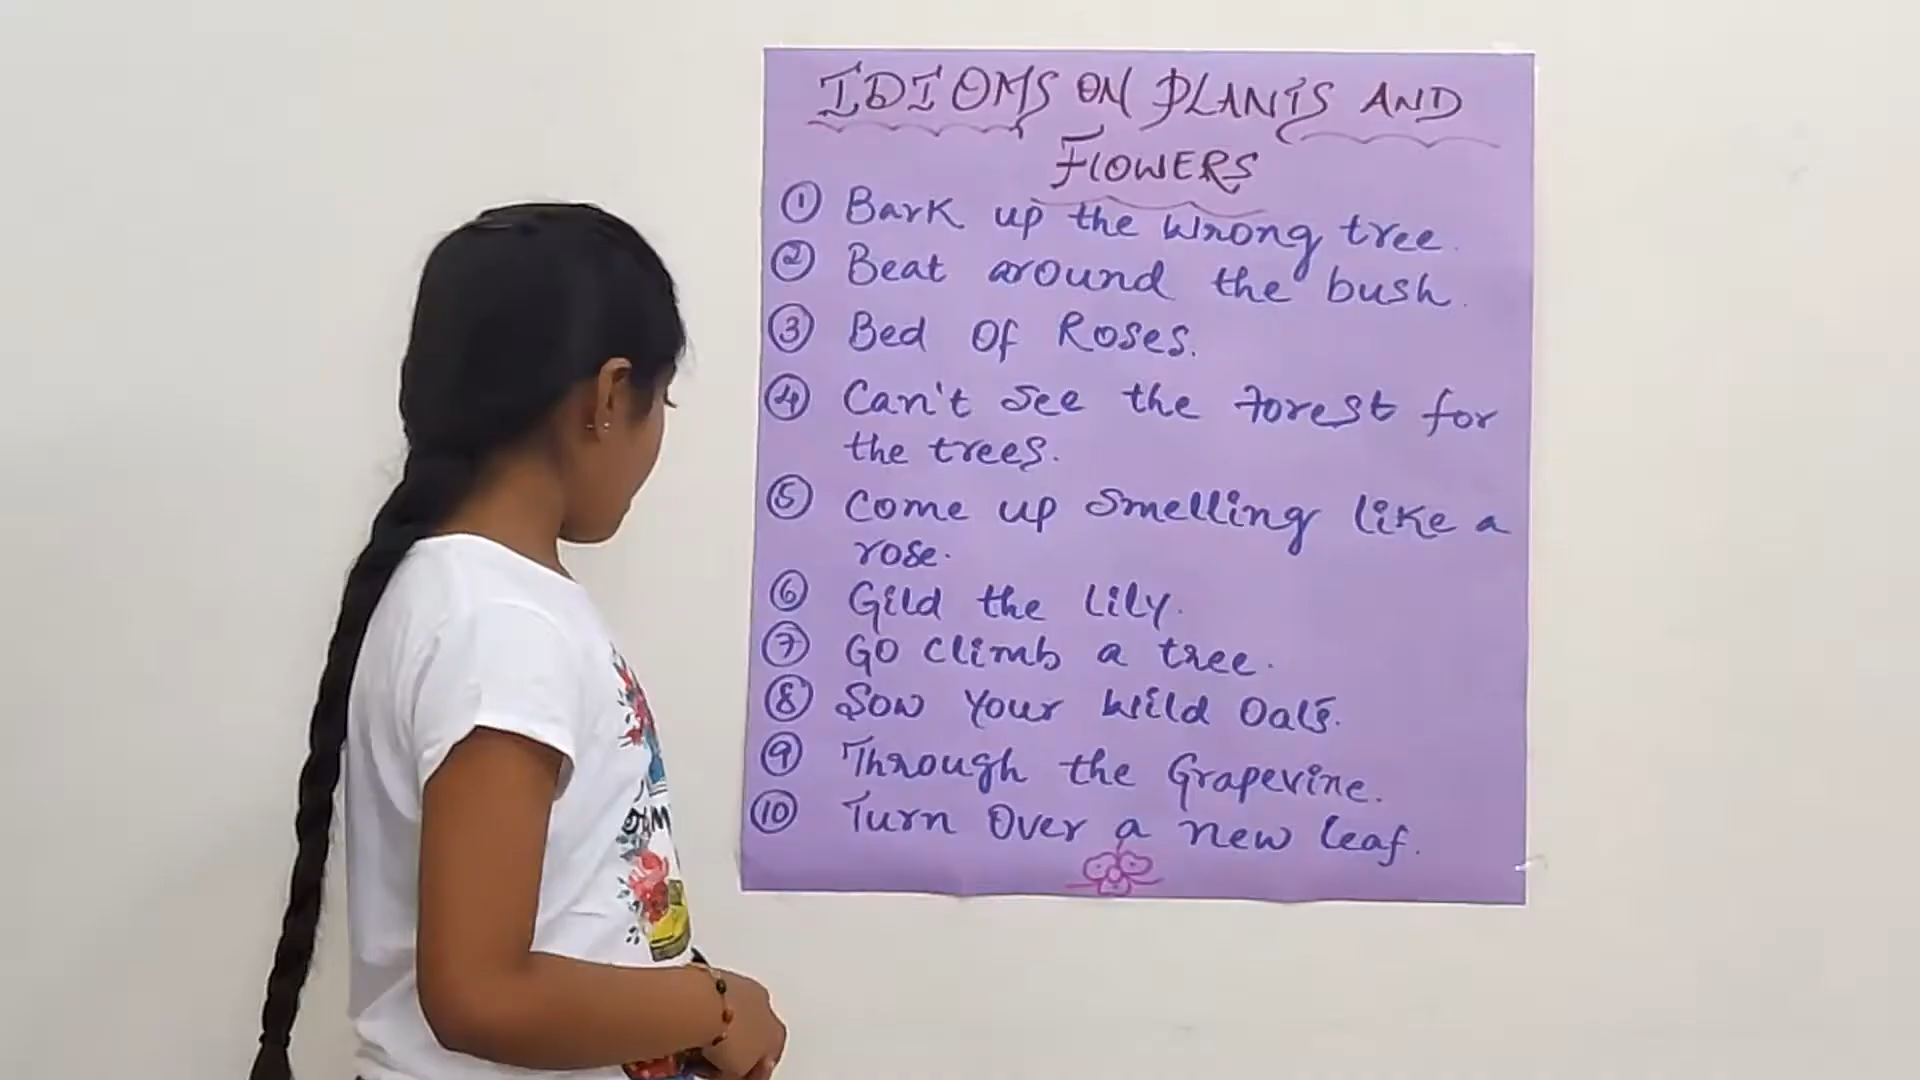 IDIOMS ON PLANTS AND
FLOWERS
① Bark up the wrong tree.
② Beat around the bush.
③ Bed Of Roses.
④ Can't see the Forest for
the trees.
⑤ Come up Smelling like a
rose.
⑥ Gild the Lily.
⑦ Go Climb a tree.
⑧ Sow Your Wild Oats.
⑨ Through the Grapevine.
⑩ Turn Over a new leaf.